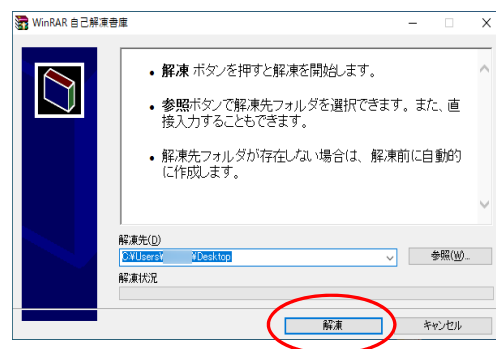 WinRAR 自己解凍書庫
• 解凍 ボタンを押すと解凍を開始します。
• 参照ボタンで解凍先フォルダを選択できます。また、直
接入力することもできます。
• 解凍先フォルダが存在しない場合は、解凍前に自動的
に作成します。
解凍先(D)
C:¥Users¥ ¥Desktop
参照(W)...
解凍状況
解凍
キャンセル